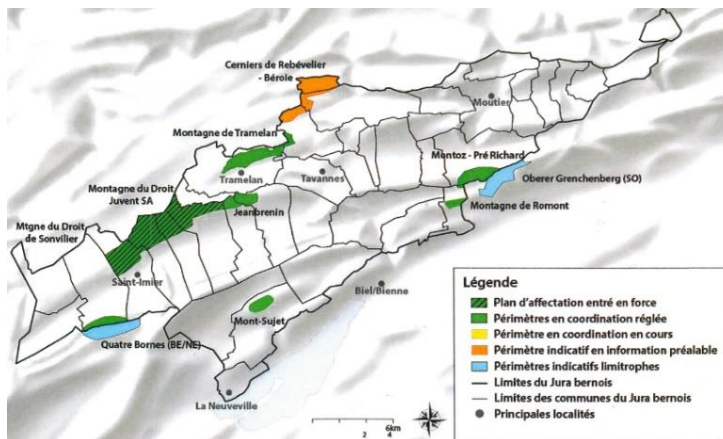 Cerniers de Rebévelier
- Béroie
Moutier
Montagne de Tramelan
Montoz - Pré Richard
Tramelan
Tavannes
Oberer Grenchenberg (SO)
Montagne du Droit
Juvent SA
Jeanbrenin
Montagne de Romont
Mtgne du Droit
de Sonvilier
Saint-Imier
Biel/Bienne
Mont-Sujet
Quatre Bornes (BE/NE)
La Neuveville
6km
2 4
Légende
Plan d'affectation entré en force
Périmètres en coordination réglée
Périmètre en coordination en cours
Périmètre indicatif en information préalable
Périmètres indicatifs limitrophes
Limites du Jura bernois
Limites des communes du Jura bernois
Principales localités